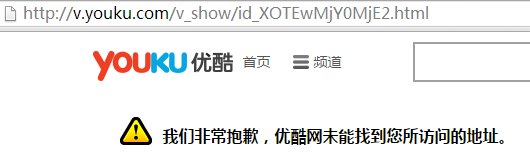 http://v.youku.com/v_show/id_XOTEwMjY0MjE2.html
YOUKU 优酷 首页 频道
我们非常抱歉，优酷网未能找到您所访问的地址。